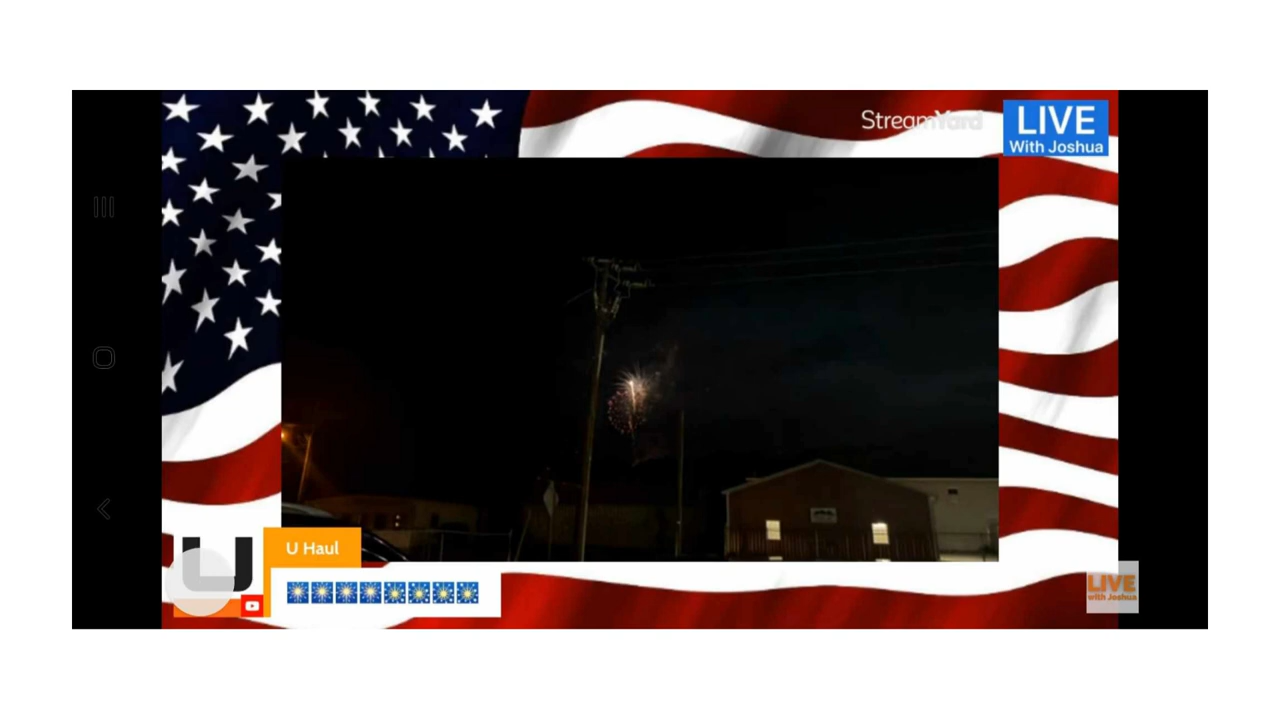 StreamYard
LIVE
With Joshua
U Haul
🎆🎆🎆🎆🎇🎇🎇🎇
U
LIVE
with Joshua